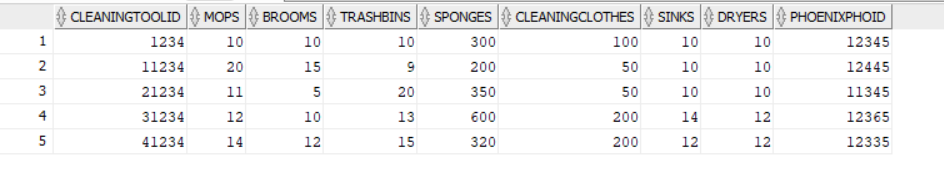 CLEANINGTOOLID MOPS BROOMS TRASHBINS SPONGES CLEANINGCLOTHES SINKS DRYERS PHOENIXPHOID
1 1234 10 10 10 300 100 10 10 12345
2 11234 20 15 9 200 50 10 10 12445
3 21234 11 5 20 350 50 10 10 11345
4 31234 12 10 13 600 200 14 12 12365
5 41234 14 12 15 320 200 12 12 12335